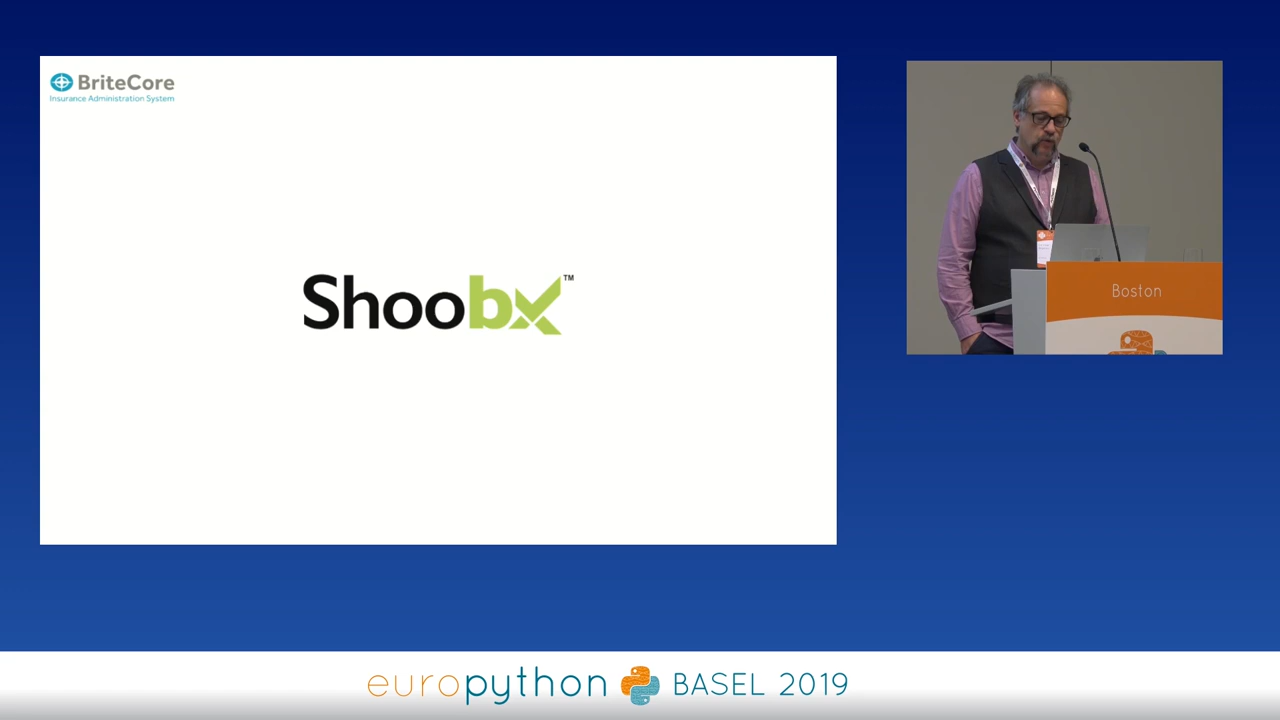 BriteCore
Insurance Administration System
Shoobx™
Boston
europython BASEL 2019